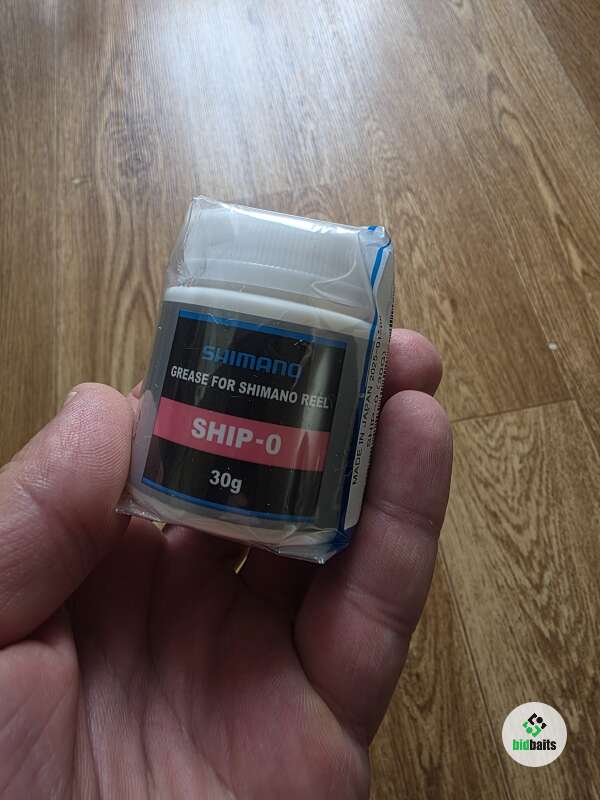 SHIMANO
GREASE FOR SHIMANO REEL
SHIP-0
30g
MADE IN JAPAN
bidbaits